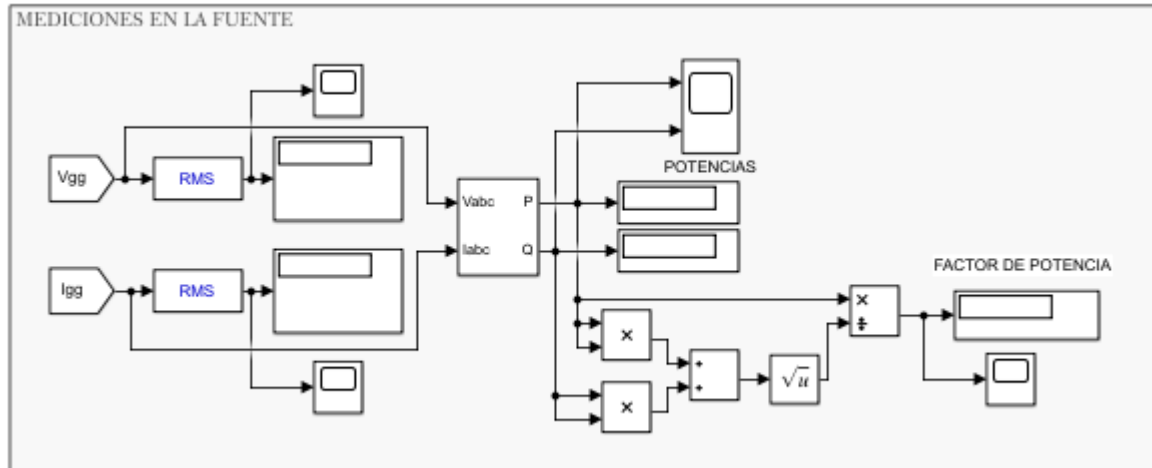 MEDICIONES EN LA FUENTE
Vgg
RMS
Vabc
P
POTENCIAS
Iabc
Q
Igg
RMS
FACTOR DE POTENCIA
×
÷
×
+
+
√u
×